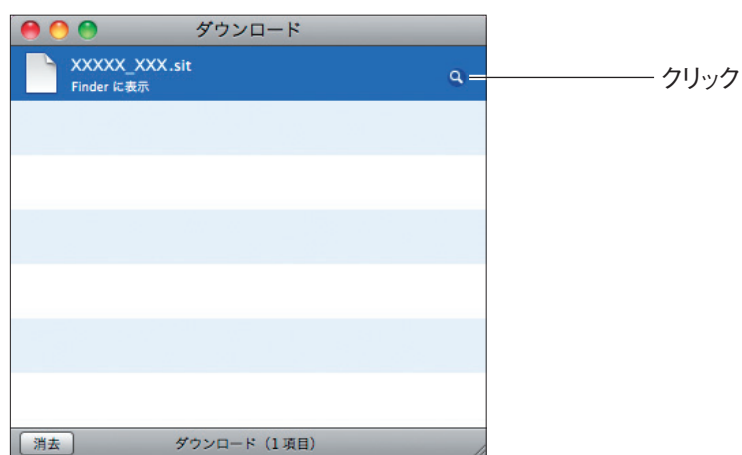 ダウンロード
XXXXX_XXX.sit
Finder に表示
クリック
消去
ダウンロード（1 項目）